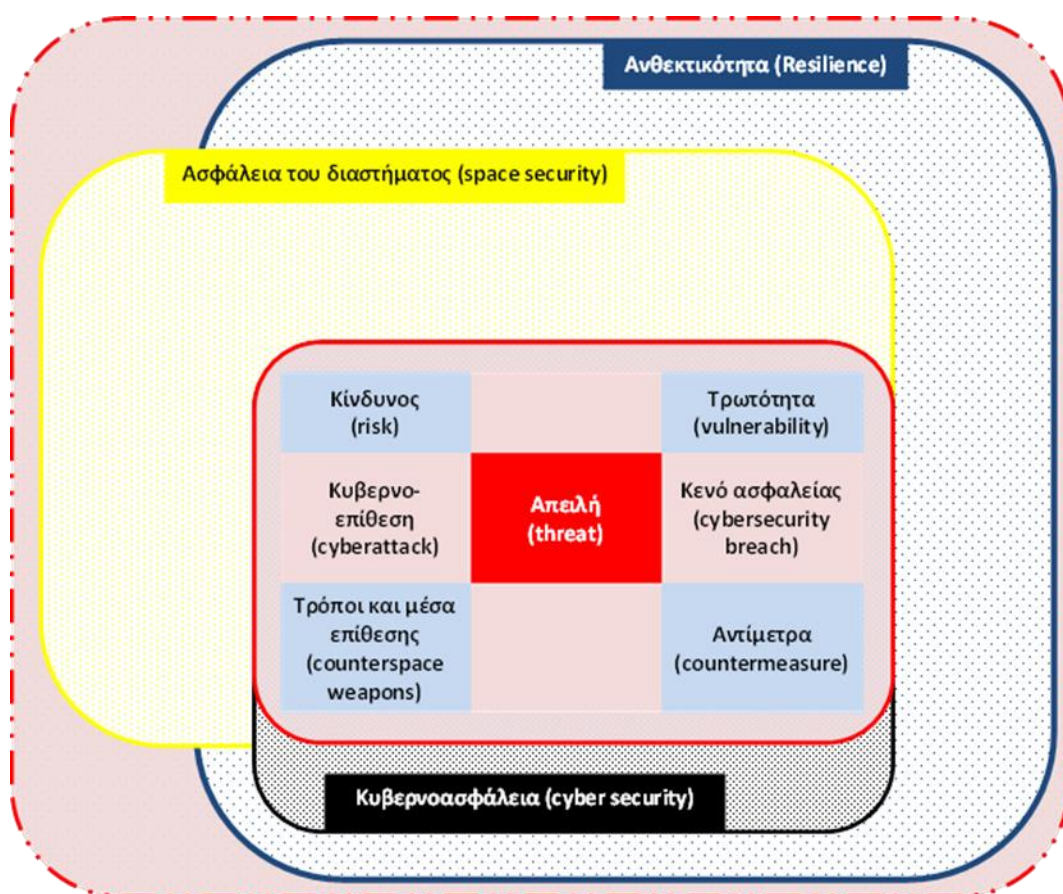 Ανθεκτικότητα (Resilience)
Ασφάλεια του διαστήματος (space security)
Κίνδυνος
(risk)
Τρωτότητα
(vulnerability)
Κυβερνο-
επίθεση
(cyberattack)
Απειλή
(threat)
Κενό ασφαλείας
(cybersecurity
breach)
Τρόποι και μέσα
επίθεσης
(counterspace
weapons)
Αντίμετρα
(countermeasure)
Κυβερνοασφάλεια (cyber security)